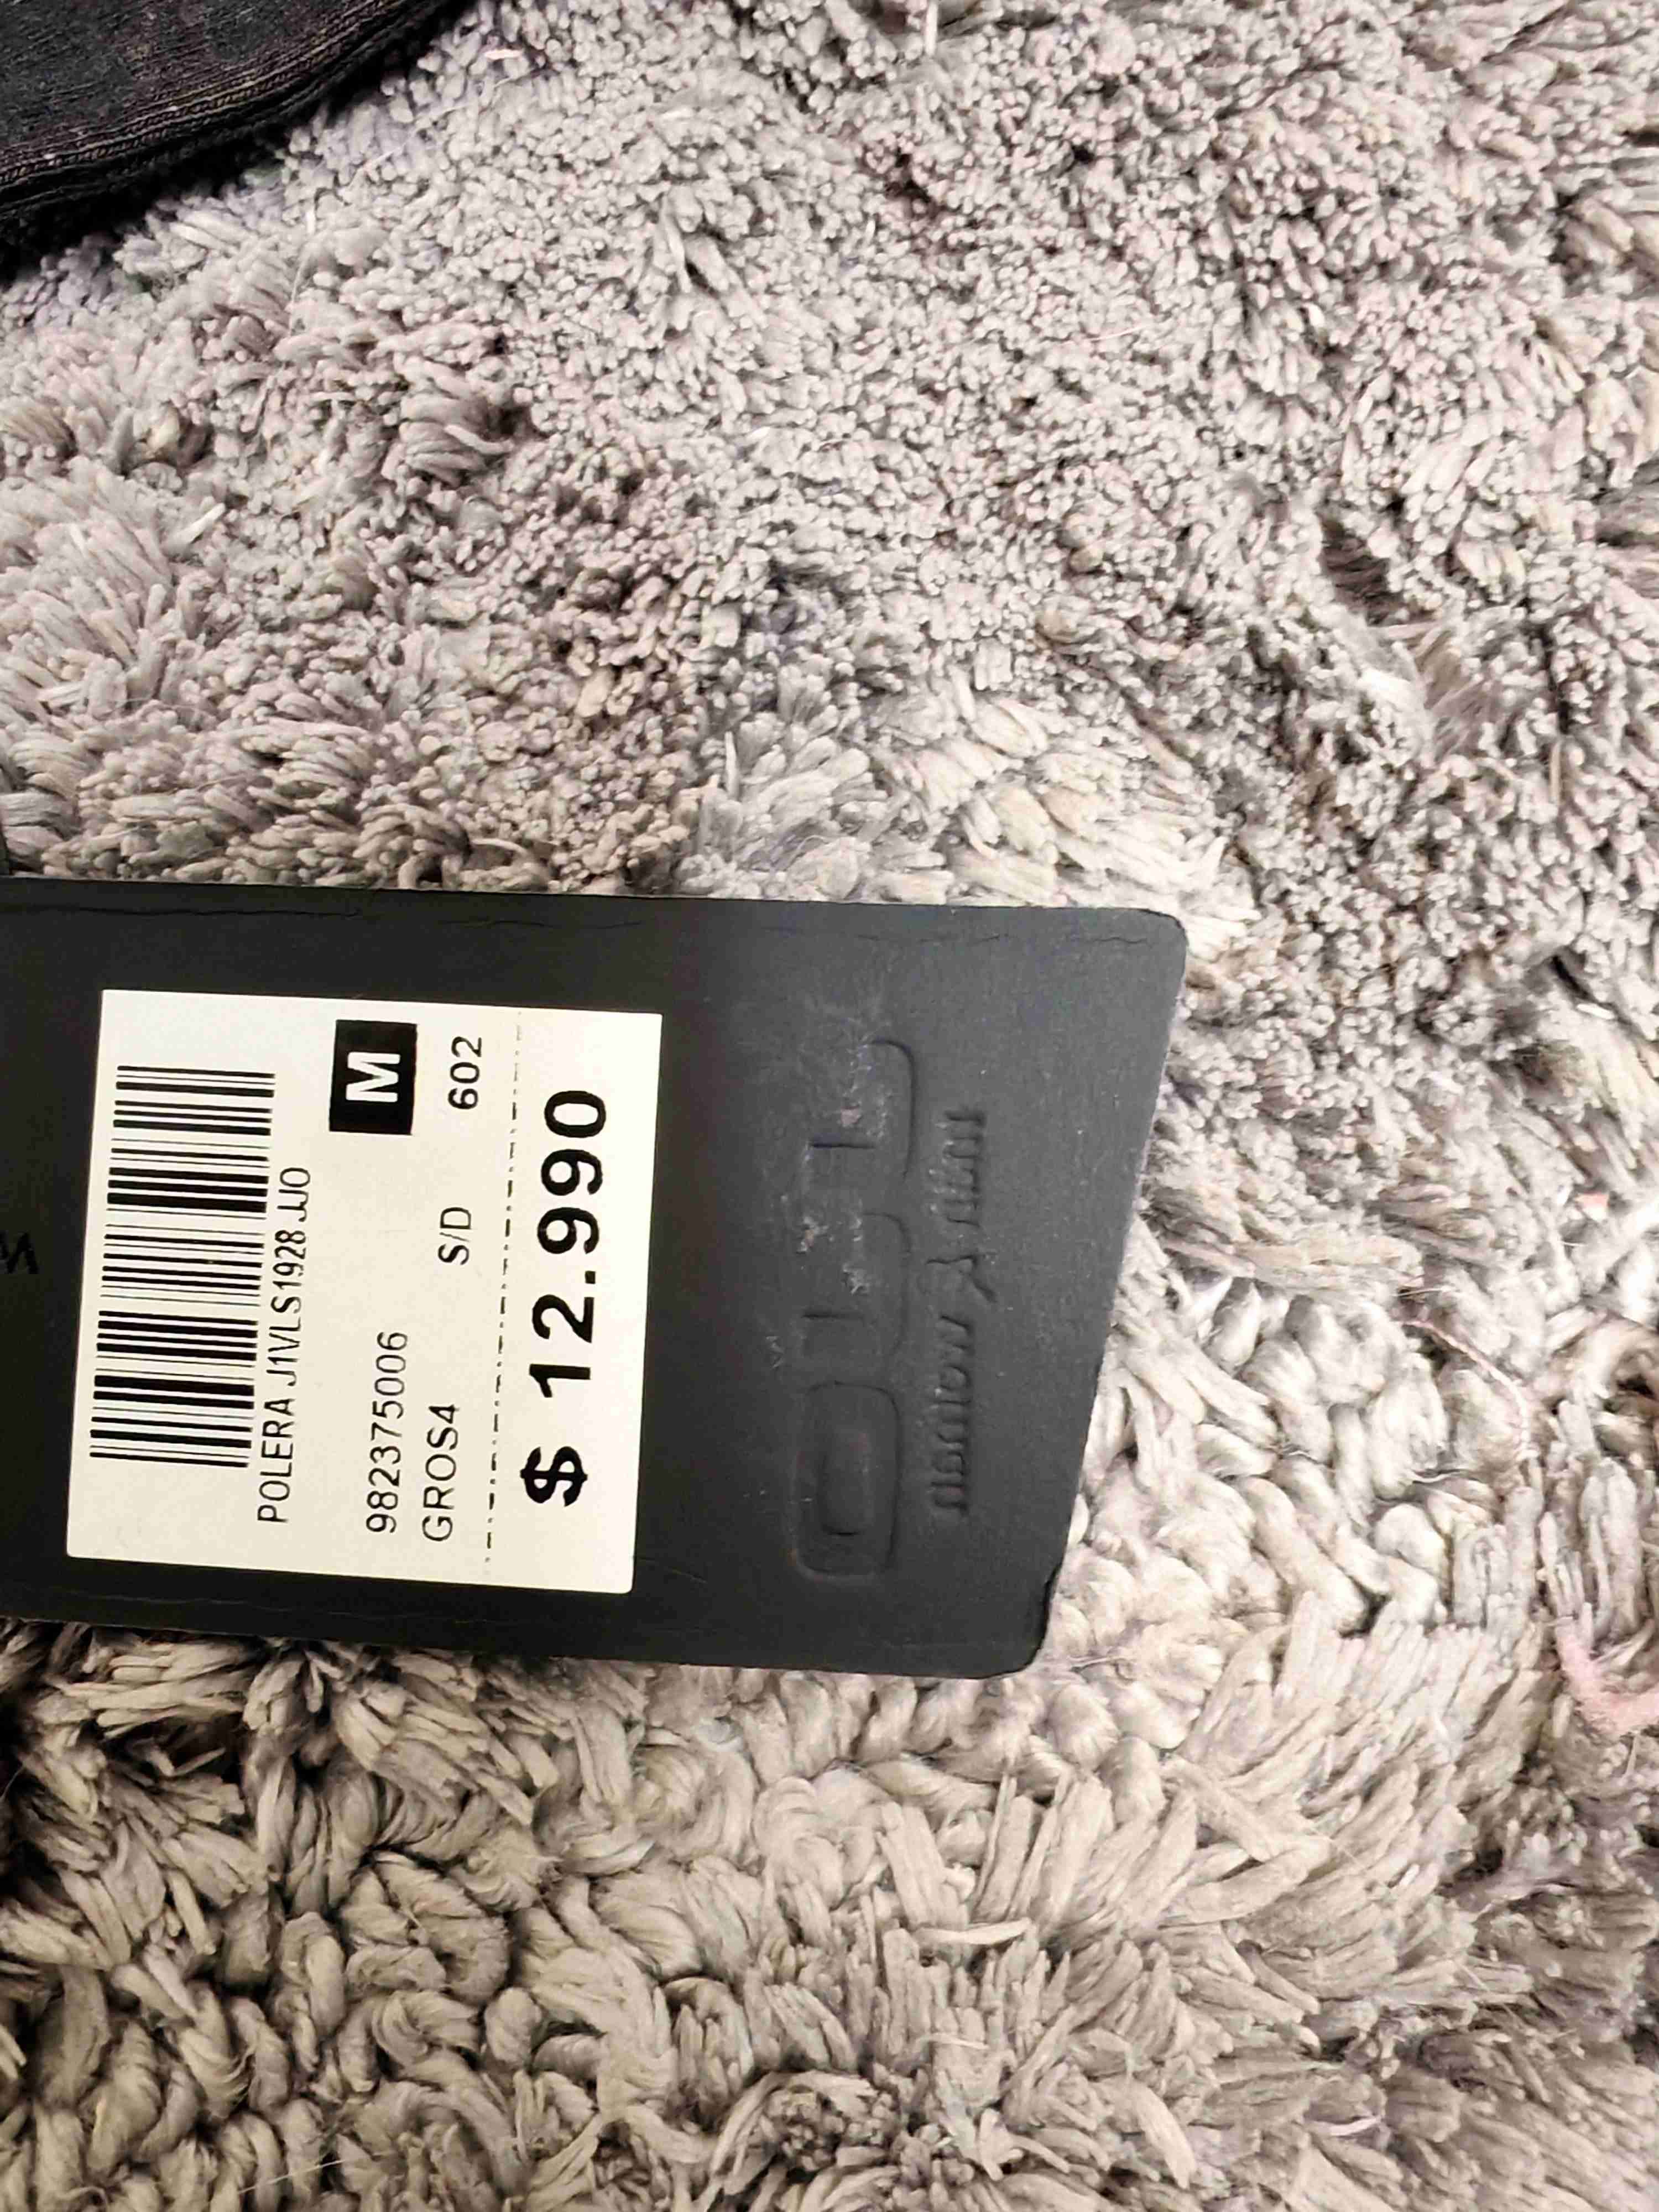 POLERA J1VLS1928 JJO
M
982375006
GROS4 S/D 602
$ 12.990